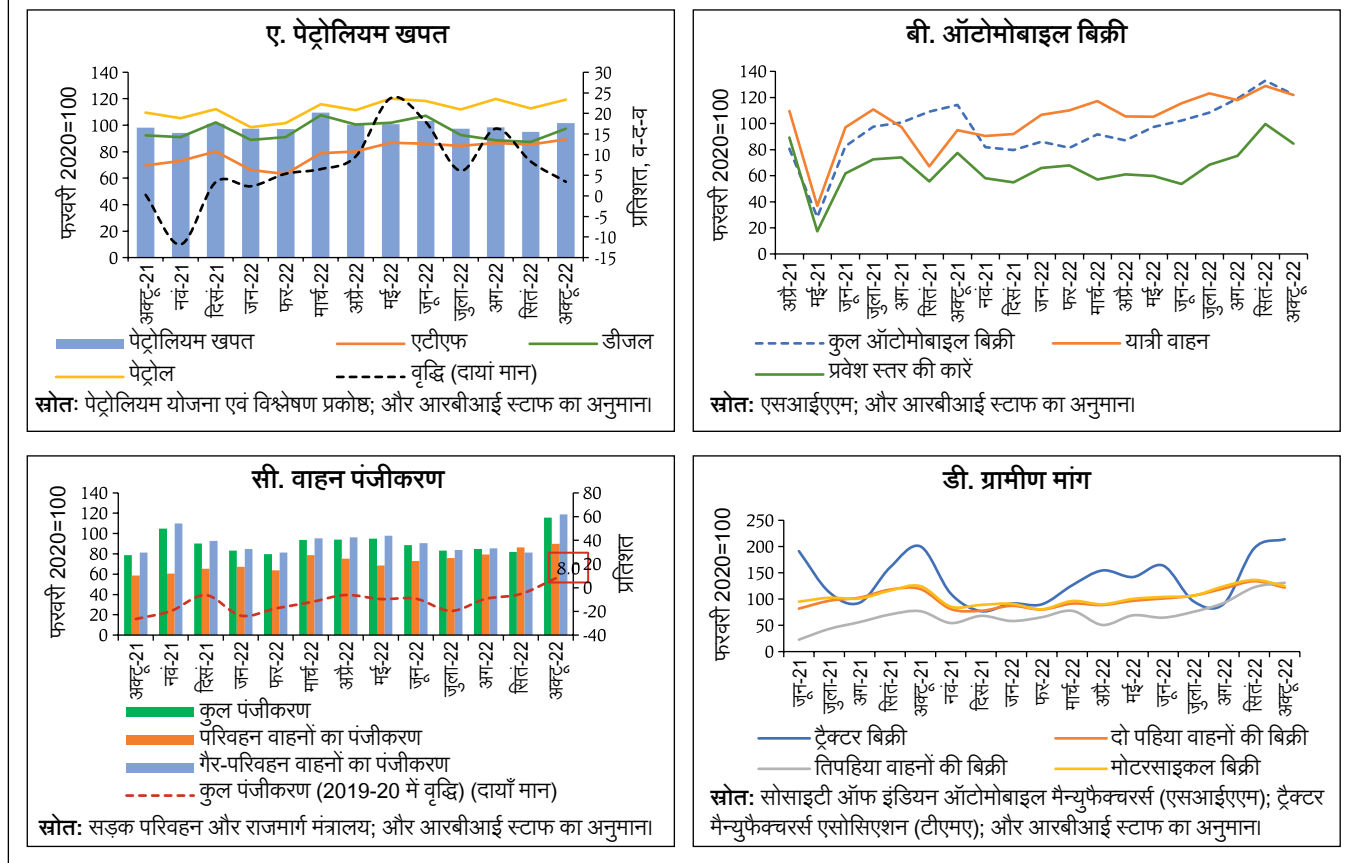 ए. पेट्रोलियम खपत
फरवरी 2020=100
140
120
100
80
60
40
20
0
30
25
20
15
10
5
0
-5
-10
-15
प्रतिशत, व-द-व
अक्टू-21
नवं-21
दिसं-21
जन-22
फर-22
मार्च-22
अप्रै-22
मई-22
जून-22
जुला-22
अग-22
सितं-22
अक्टू-22
पेट्रोलियम खपत एटीएफ डीजल
पेट्रोल वृद्धि (दायां मान)
स्रोतः पेट्रोलियम योजना एवं विश्लेषण प्रकोष्ठ; और आरबीआई स्टाफ का अनुमान।
बी. ऑटोमोबाइल बिक्री
फरवरी 2020=100
140
120
100
80
60
40
20
0
अप्रै-21
मई-21
जून-21
जुला-21
अग-21
सितं-21
अक्टू-21
नवं-21
दिसं-21
जन-22
फर-22
मार्च-22
अप्रै-22
मई-22
जून-22
जुला-22
अग-22
सितं-22
अक्टू-22
कुल ऑटोमोबाइल बिक्री यात्री वाहन
प्रवेश स्तर की कारें
स्रोत: एसआईएएम; और आरबीआई स्टाफ का अनुमान।
सी. वाहन पंजीकरण
फरवरी 2020=100
140
120
100
80
60
40
20
0
80
60
40
20
0
-20
-40
प्रतिशत
8.0
अक्टू-21
नवं-21
दिसं-21
जन-22
फर-22
मार्च-22
अप्रै-22
मई-22
जून-22
जुला-22
अग-22
सितं-22
अक्टू-22
कुल पंजीकरण
परिवहन वाहनों का पंजीकरण
गैर-परिवहन वाहनों का पंजीकरण
कुल पंजीकरण (2019-20 में वृद्धि) (दायाँ मान)
स्रोत: सड़क परिवहन और राजमार्ग मंत्रालय; और आरबीआई स्टाफ का अनुमान।
डी. ग्रामीण मांग
फरवरी 2020=100
250
200
150
100
50
0
जून-21
जुला-21
अग-21
सितं-21
अक्टू-21
नवं-21
दिसं-21
जन-22
फर-22
मार्च-22
अप्रै-22
मई-22
जून-22
जुला-22
अग-22
सितं-22
अक्टू-22
ट्रैक्टर बिक्री दो पहिया वाहनों की बिक्री
तिपहिया वाहनों की बिक्री मोटरसाइकल बिक्री
स्रोत: सोसाइटी ऑफ इंडियन ऑटोमोबाइल मैन्युफैक्चरर्स (एसआईएएम); ट्रैक्टर
मैन्युफैक्चरर्स एसोसिएशन (टीएमए); और आरबीआई स्टाफ का अनुमान।